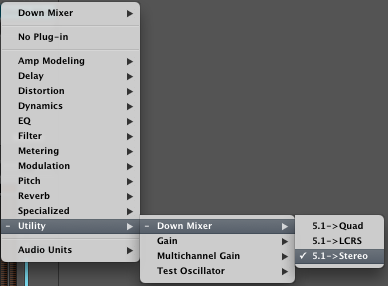 Down Mixer
No Plug-in
Amp Modeling
Delay
Distortion
Dynamics
EQ
Filter
Metering
Modulation
Pitch
Reverb
Specialized
– Utility
Audio Units
– Down Mixer
Gain
Multichannel Gain
Test Oscillator
5.1->Quad
5.1->LCRS
✓ 5.1->Stereo